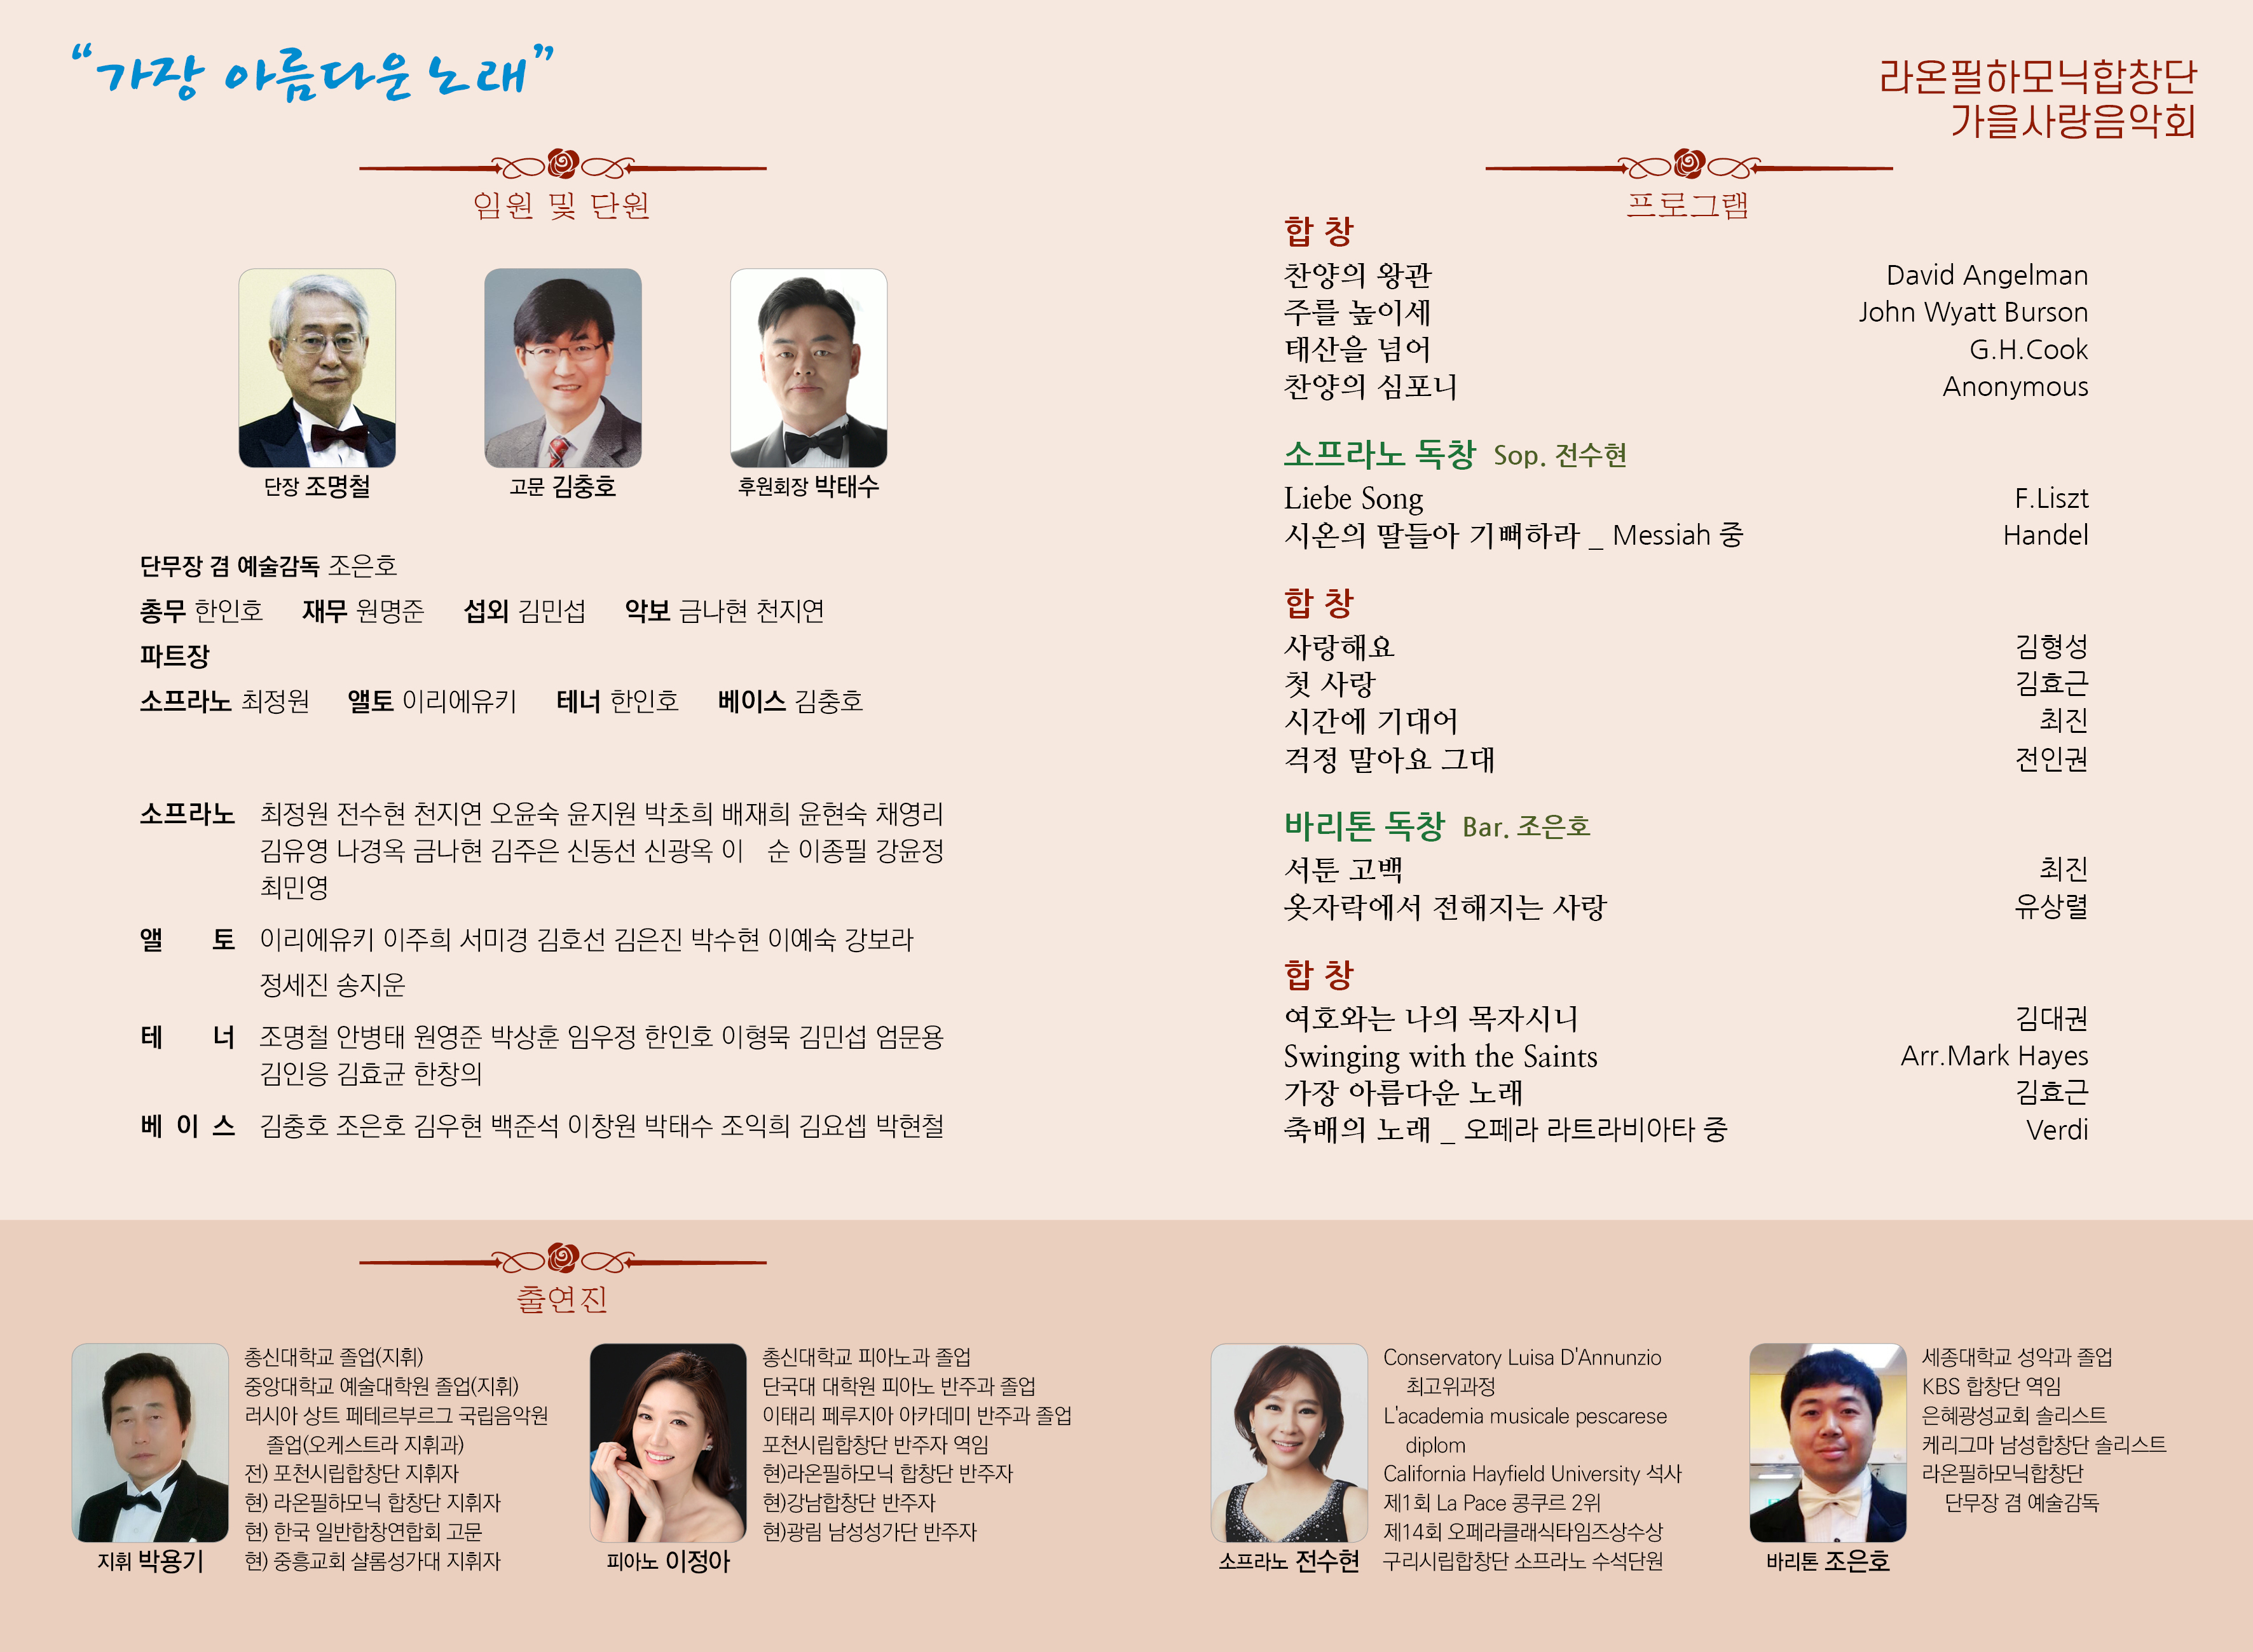 “가장 아름다운 노래”
라온필하모닉합창단
가을사랑음악회
임원 및 단원
단장 조명철
고문 김충호
후원회장 박태수
단무장 겸 예술감독 조은호
총무 한인호 재무 원명준 섭외 김민섭 악보 금나현 천지연
파트장
소프라노 최정원 앨토 이리에유키 테너 한인호 베이스 김충호
소프라노 최정원 전수현 천지연 오윤숙 윤지원 박초희 배재희 윤현숙 채영리
김유영 나경옥 금나현 김주은 신동선 신광옥 이 순 이종필 강윤정
최민영
앨 토 이리에유키 이주희 서미경 김호선 김은진 박수현 이예숙 강보라
정세진 송지운
테 너 조명철 안병태 원영준 박상훈 임우정 한인호 이형묵 김민섭 엄문용
김인응 김효균 한창의
베 이 스 김충호 조은호 김우현 백준석 이창원 박태수 조익희 김요셉 박현철
프로그램
합 창
찬양의 왕관 David Angelman
주를 높이세 John Wyatt Burson
태산을 넘어 G.H.Cook
찬양의 심포니 Anonymous
소프라노 독창 Sop. 전수현
Liebe Song F.Liszt
시온의 딸들아 기뻐하라 _ Messiah 중 Handel
합 창
사랑해요 김형성
첫 사랑 김효근
시간에 기대어 최진
걱정 말아요 그대 전인권
바리톤 독창 Bar. 조은호
서툰 고백 최진
옷자락에서 전해지는 사랑 유상렬
합 창
여호와는 나의 목자시니 김대권
Swinging with the Saints Arr.Mark Hayes
가장 아름다운 노래 김효근
축배의 노래 _ 오페라 라트라비아타 중 Verdi
출연진
지휘 박용기
총신대학교 졸업(지휘)
중앙대학교 예술대학원 졸업(지휘)
러시아 상트 페테르부르그 국립음악원
졸업(오케스트라 지휘과)
전) 포천시립합창단 지휘자
현) 라온필하모닉 합창단 지휘자
현) 한국 일반합창연합회 고문
현) 중흥교회 샬롬성가대 지휘자
피아노 이정아
총신대학교 피아노과 졸업
단국대 대학원 피아노 반주과 졸업
이태리 페루지아 아카데미 반주과 졸업
포천시립합창단 반주자 역임
현)라온필하모닉 합창단 반주자
현)강남합창단 반주자
현)광림 남성성가단 반주자
소프라노 전수현
Conservatory Luisa D'Annunzio
최고위과정
L'academia musicale pescarese
diplom
California Hayfield University 석사
제1회 La Pace 콩쿠르 2위
제14회 오페라클래식타임즈상수상
구리시립합창단 소프라노 수석단원
바리톤 조은호
세종대학교 성악과 졸업
KBS 합창단 역임
은혜광성교회 솔리스트
케리그마 남성합창단 솔리스트
라온필하모닉합창단
단무장 겸 예술감독